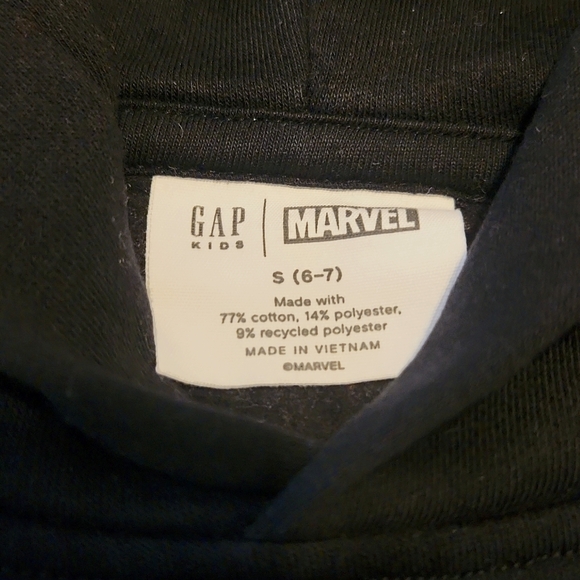 GAP | MARVEL
KIDS
S (6-7)
Made with
77% cotton, 14% polyester,
9% recycled polyester
MADE IN VIETNAM
©MARVEL